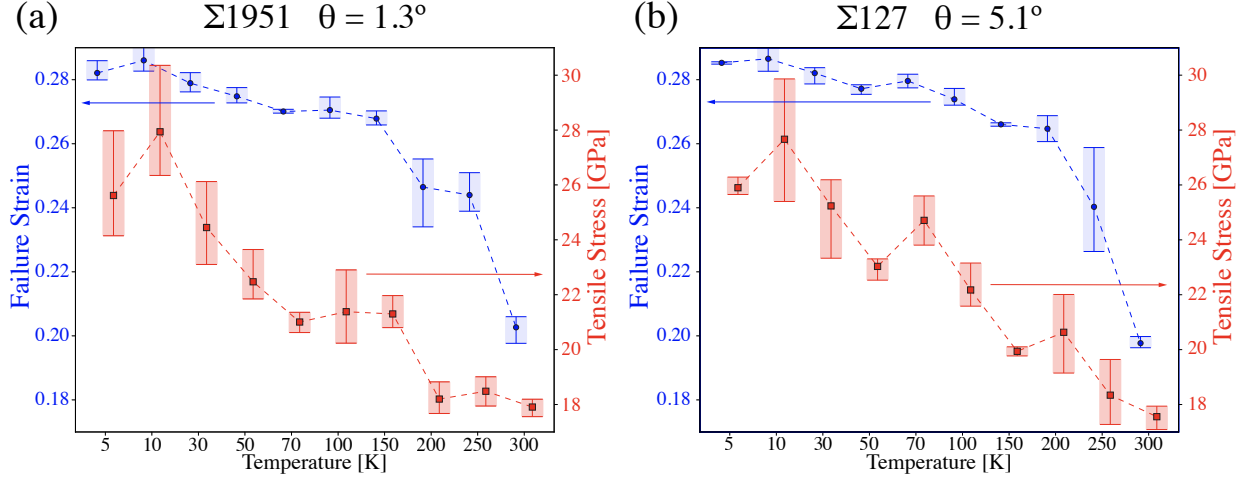 (a) Σ1951 θ = 1.3º
0.28
0.26
0.24
0.22
0.20
0.18
Failure Strain
30
28
26
24
22
20
18
Tensile Stress [GPa]
5 10 30 50 70 100 150 200 250 300
Temperature [K]
(b) Σ127 θ = 5.1º
0.28
0.26
0.24
0.22
0.20
0.18
Failure Strain
30
28
26
24
22
20
18
Tensile Stress [GPa]
5 10 30 50 70 100 150 200 250 300
Temperature [K]